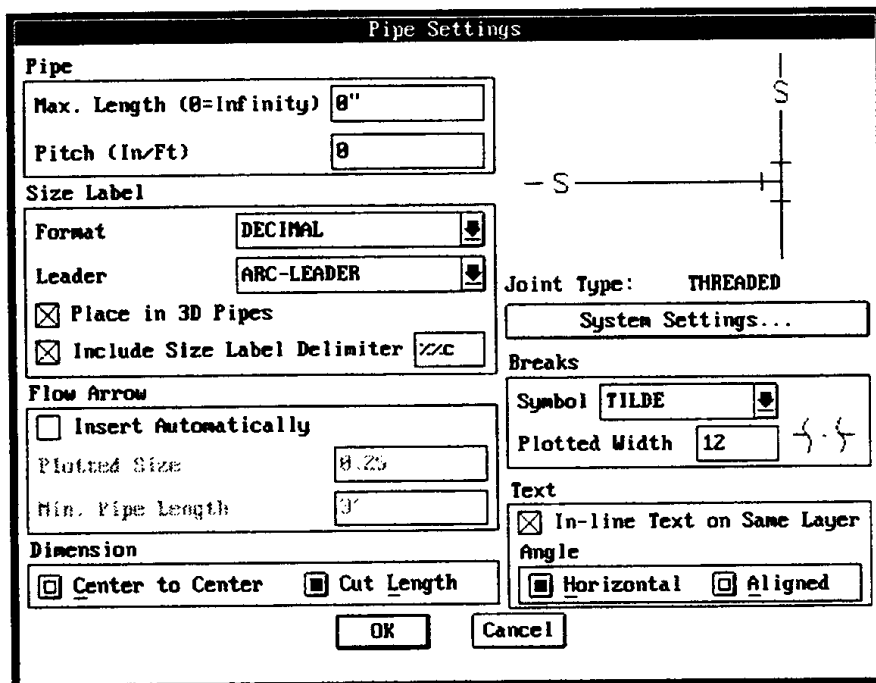 Pipe Settings
Pipe
Max. Length (0=Infinity) 0"
Pitch (In/Ft) 0
Size Label
Format DECIMAL
Leader ARC-LEADER
Place in 3D Pipes
Include Size Label Delimiter %%c
Flow Arrow
Insert Automatically
Plotted Size 0.25
Min. Pipe Length
Dimension
Center to Center Cut Length
S
S
Joint Type: THREADED
System Settings...
Breaks
Symbol TILDE
Plotted Width 12
Text
In-line Text on Same Layer
Angle
Horizontal Aligned
OK Cancel